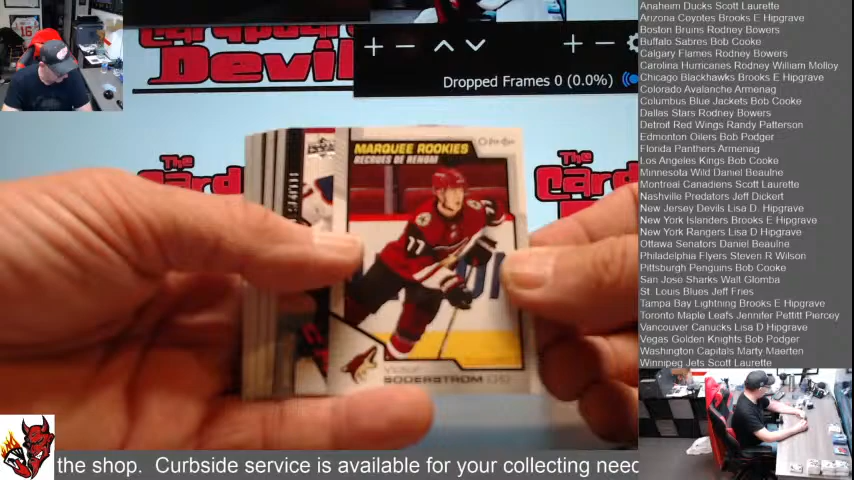 Cardboard
Devil
Dropped Frames 0 (0.0%)
The
Card
The
Card
MARQUEE ROOKIES
RECRUES DE RENOM
O-Pee-Chee
77
SODERSTROM
the shop. Curbside service is available for your collecting need
Anaheim Ducks Scott Laurette
Arizona Coyotes Brooks E Hipgrave
Boston Bruins Rodney Bowers
Buffalo Sabres Bob Cooke
Calgary Flames Rodney Bowers
Carolina Hurricanes Rodney William Molloy
Chicago Blackhawks Brooks E Hipgrave
Colorado Avalanche Armenag
Columbus Blue Jackets Bob Cooke
Dallas Stars Rodney Bowers
Detroit Red Wings Randy Patterson
Edmonton Oilers Bob Podger
Florida Panthers Armenag
Los Angeles Kings Bob Cooke
Minnesota Wild Daniel Beaulne
Montreal Canadiens Scott Laurette
Nashville Predators Jeff Dickert
New Jersey Devils Lisa D. Hipgrave
New York Islanders Brooks E Hipgrave
New York Rangers Lisa D Hipgrave
Ottawa Senators Daniel Beaulne
Philadelphia Flyers Steven R Wilson
Pittsburgh Penguins Bob Cooke
San Jose Sharks Walt Glomba
St. Louis Blues Jeff Fries
Tampa Bay Lightning Brooks E Hipgrave
Toronto Maple Leafs Jennifer Pettitt Piercey
Vancouver Canucks Lisa D Hipgrave
Vegas Golden Knights Bob Podger
Washington Capitals Marty Maerten
Winnipeg Jets Scott Laurette